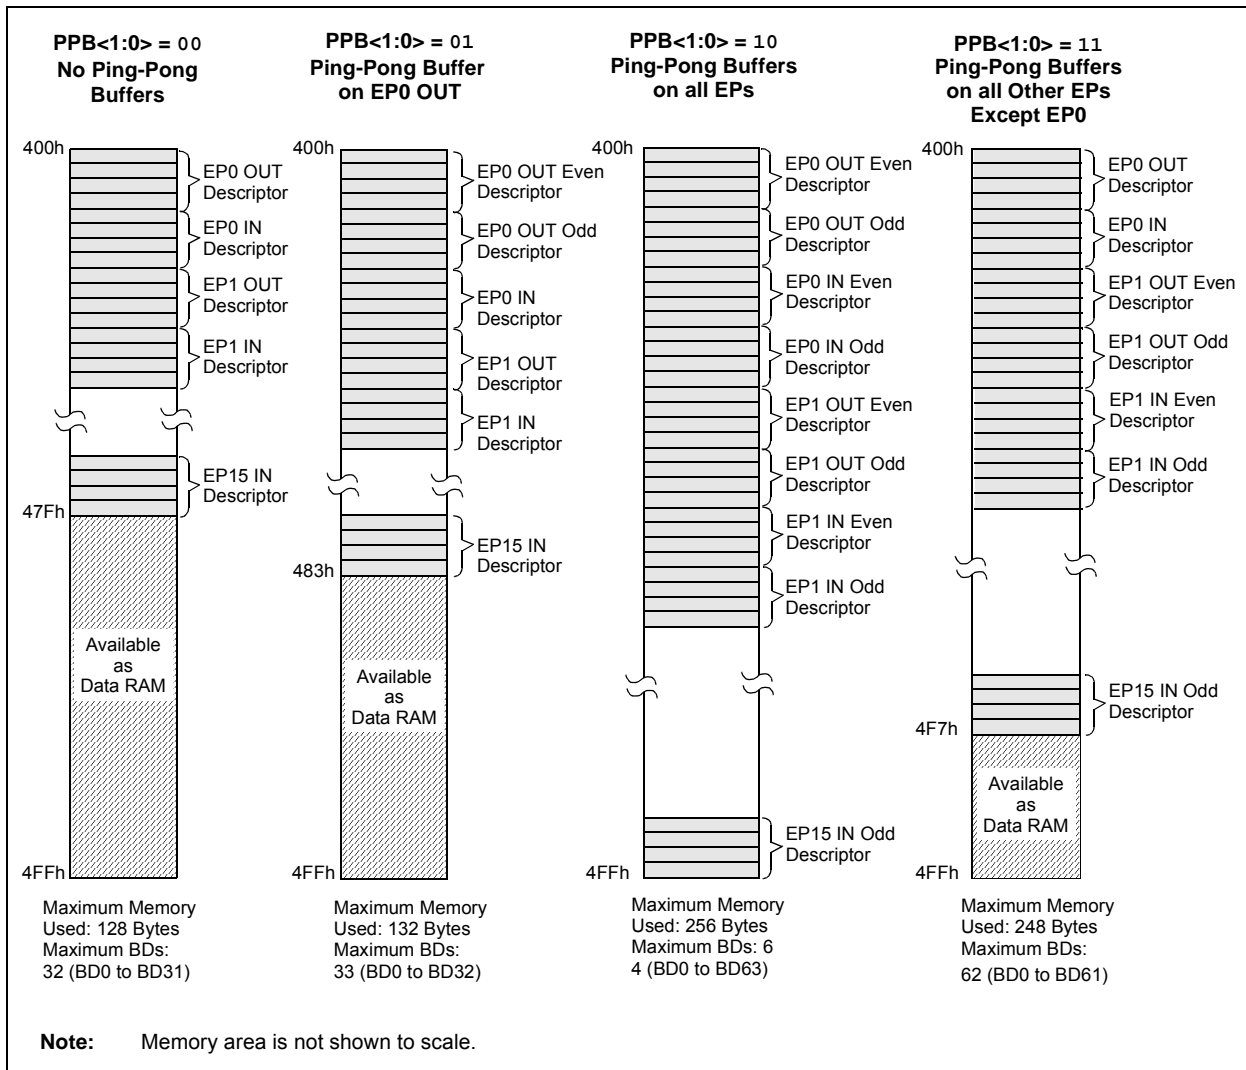 PPB<1:0> = 00
No Ping-Pong
Buffers
400h
EP0 OUT
Descriptor
EP0 IN
Descriptor
EP1 OUT
Descriptor
EP1 IN
Descriptor
EP15 IN
Descriptor
47Fh
Available
as
Data RAM
4FFh
Maximum Memory
Used: 128 Bytes
Maximum BDs:
32 (BD0 to BD31)
PPB<1:0> = 01
Ping-Pong Buffer
on EP0 OUT
400h
EP0 OUT Even
Descriptor
EP0 OUT Odd
Descriptor
EP0 IN
Descriptor
EP1 OUT
Descriptor
EP1 IN
Descriptor
EP15 IN
Descriptor
483h
Available
as
Data RAM
4FFh
Maximum Memory
Used: 132 Bytes
Maximum BDs:
33 (BD0 to BD32)
PPB<1:0> = 10
Ping-Pong Buffers
on all EPs
400h
EP0 OUT Even
Descriptor
EP0 OUT Odd
Descriptor
EP0 IN Even
Descriptor
EP0 IN Odd
Descriptor
EP1 OUT Even
Descriptor
EP1 OUT Odd
Descriptor
EP1 IN Even
Descriptor
EP1 IN Odd
Descriptor
EP15 IN Odd
Descriptor
4FFh
Maximum Memory
Used: 256 Bytes
Maximum BDs: 6
4 (BD0 to BD63)
PPB<1:0> = 11
Ping-Pong Buffers
on all Other EPs
Except EP0
400h
EP0 OUT
Descriptor
EP0 IN
Descriptor
EP1 OUT Even
Descriptor
EP1 OUT Odd
Descriptor
EP1 IN Even
Descriptor
EP1 IN Odd
Descriptor
EP15 IN Odd
Descriptor
4F7h
Available
as
Data RAM
4FFh
Maximum Memory
Used: 248 Bytes
Maximum BDs:
62 (BD0 to BD61)
Note: Memory area is not shown to scale.